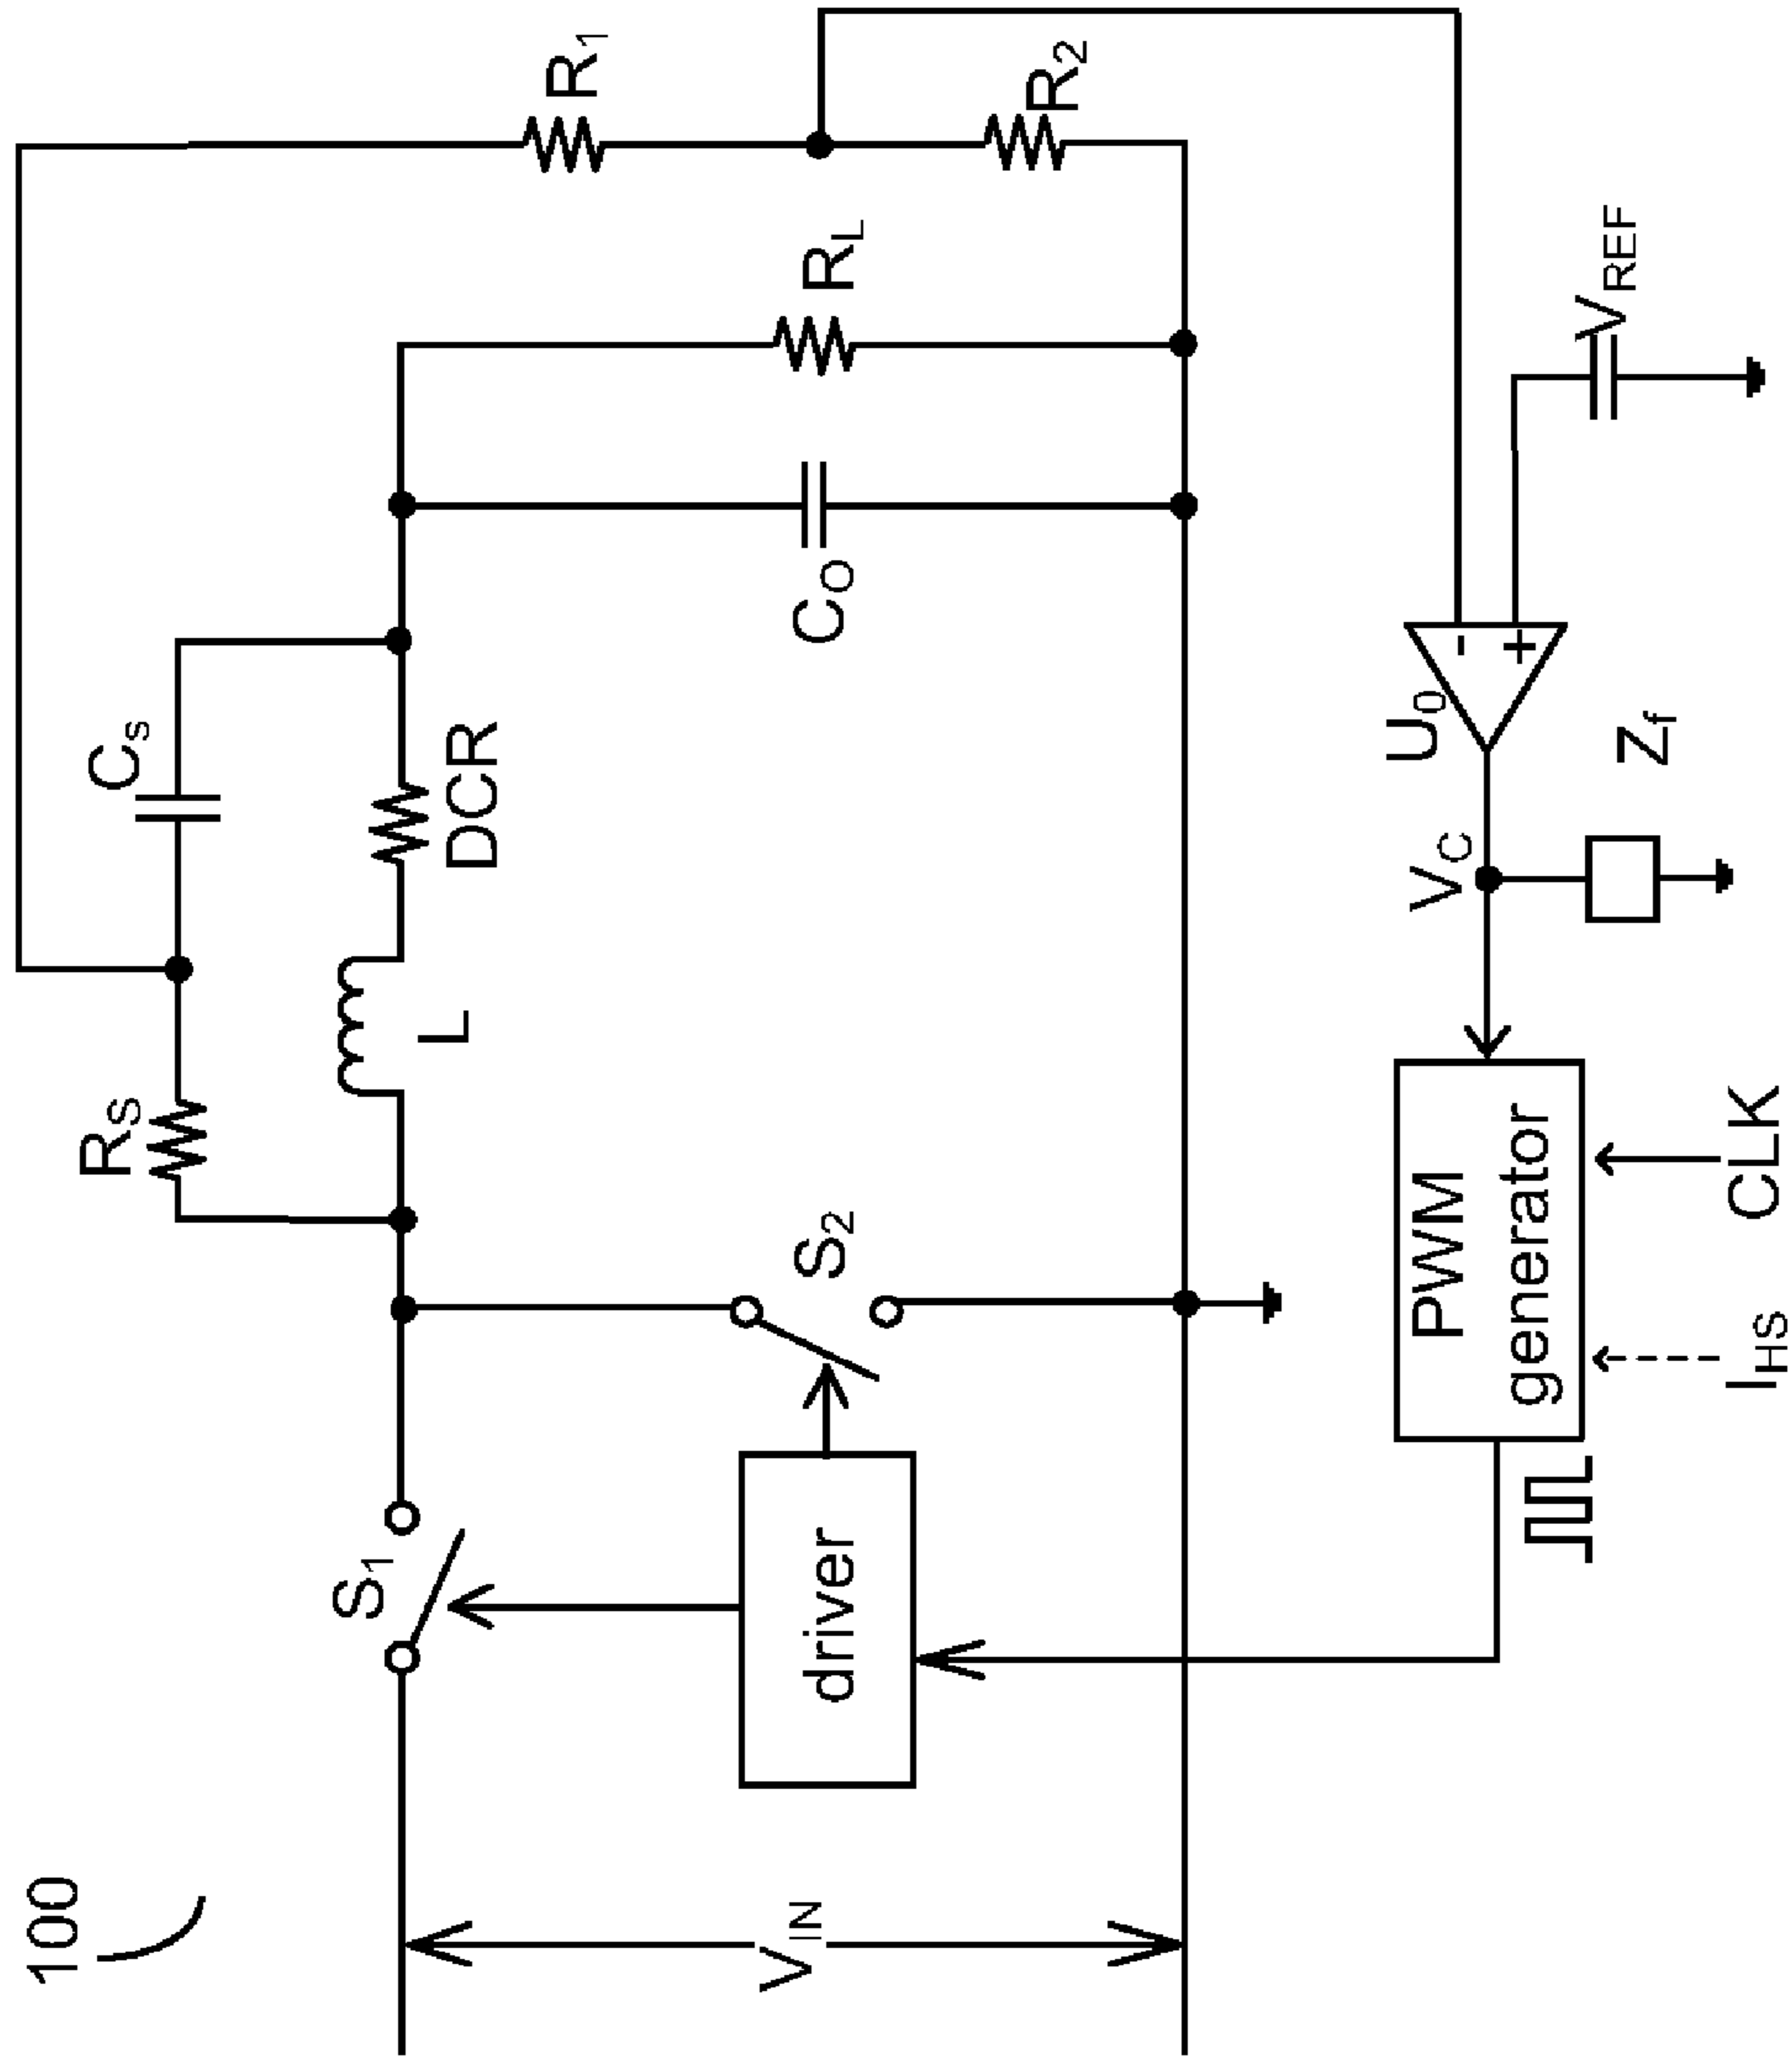 100
R_S
C_s
S_1
L
DCR
V_IN
driver
S_2
C_O
R_L
R_1
R_2
PWM
generator
V_C
U_0
-
+
Z_f
V_REF
I_HS
CLK